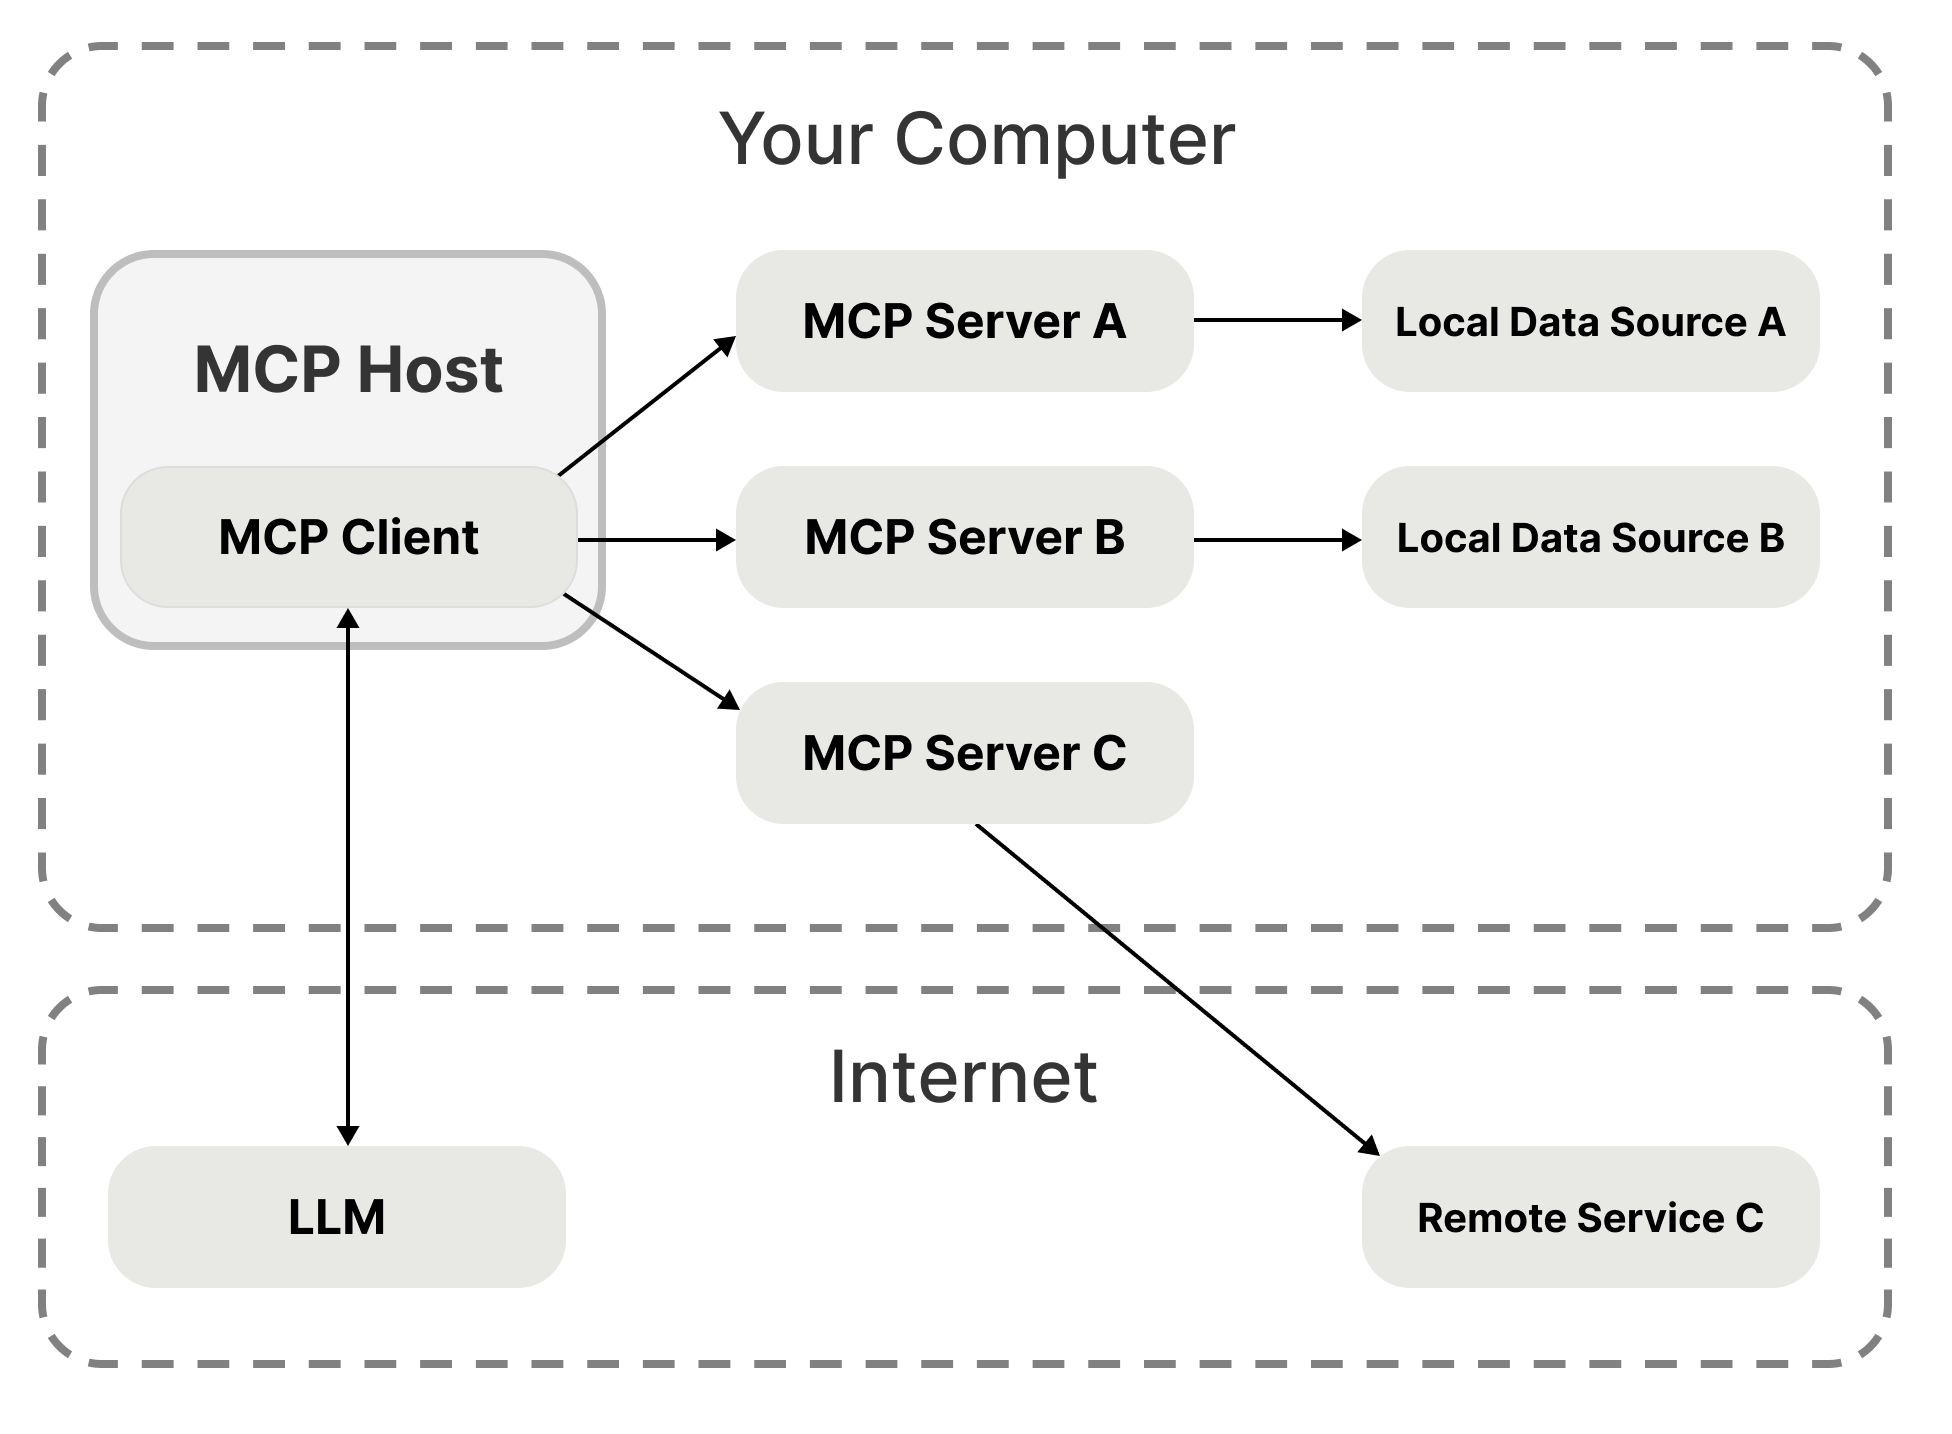 Your Computer
MCP Host
MCP Client
MCP Server A
Local Data Source A
MCP Server B
Local Data Source B
MCP Server C
Internet
LLM
Remote Service C